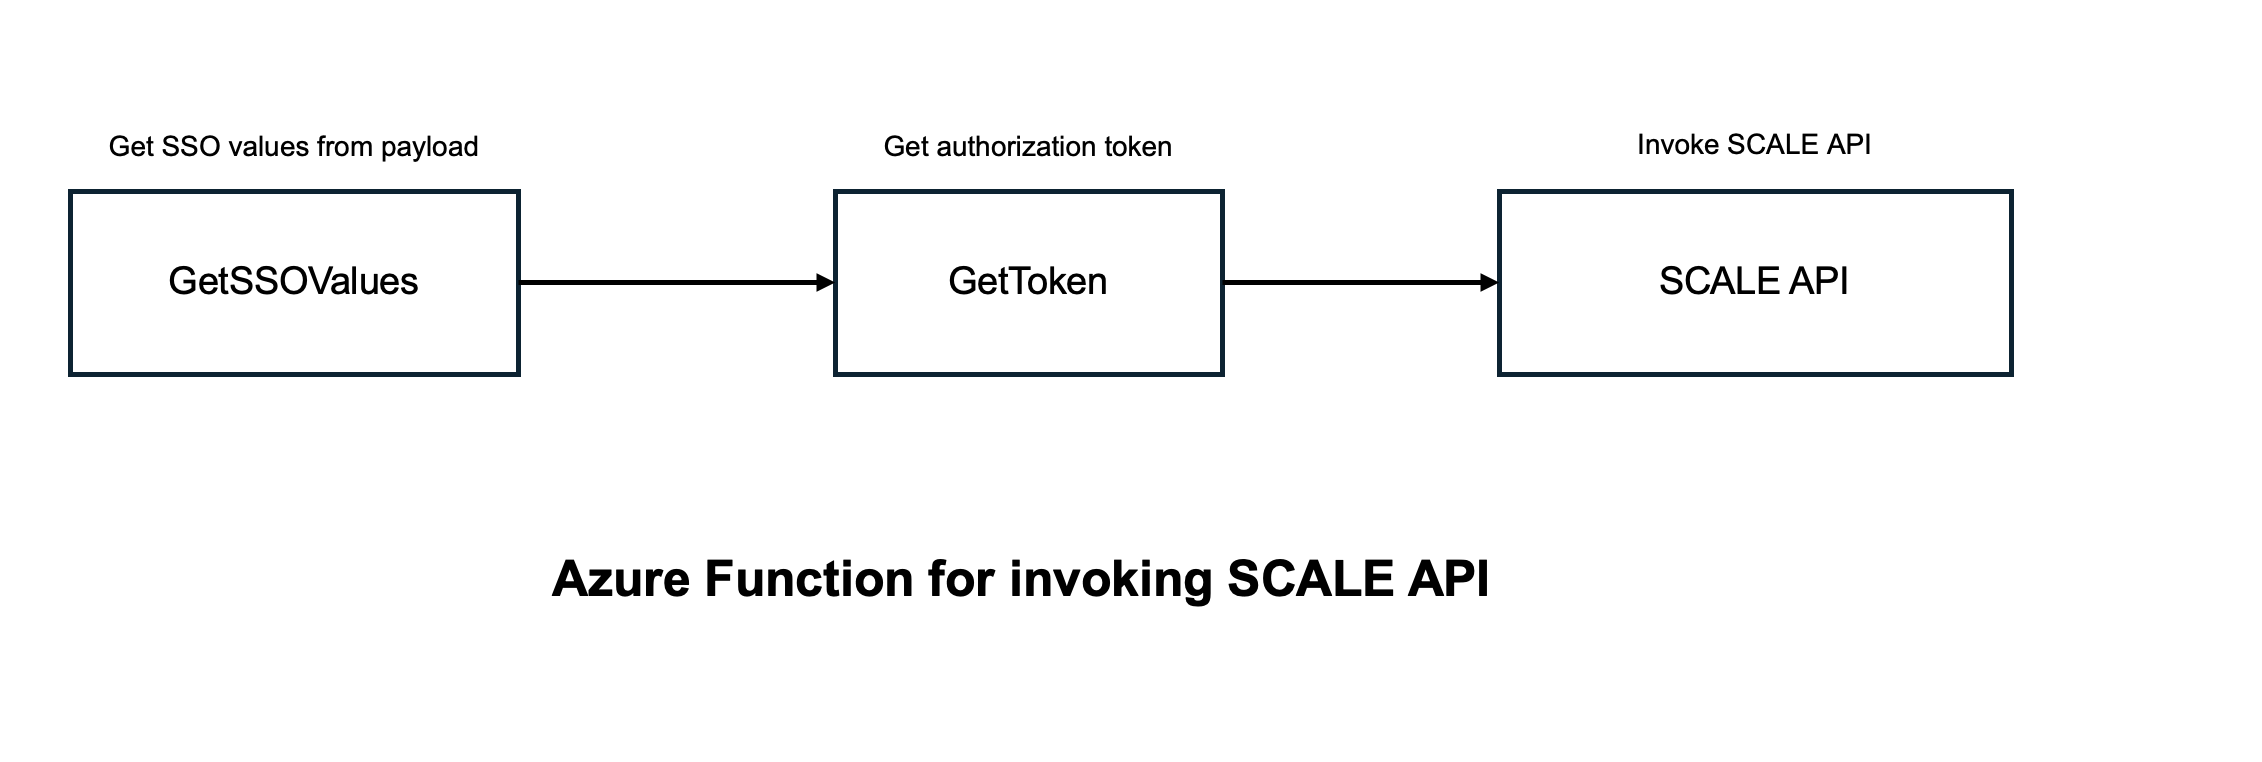 Get SSO values from payload
Get authorization token
Invoke SCALE API
GetSSOValues
GetToken
SCALE API
Azure Function for invoking SCALE API